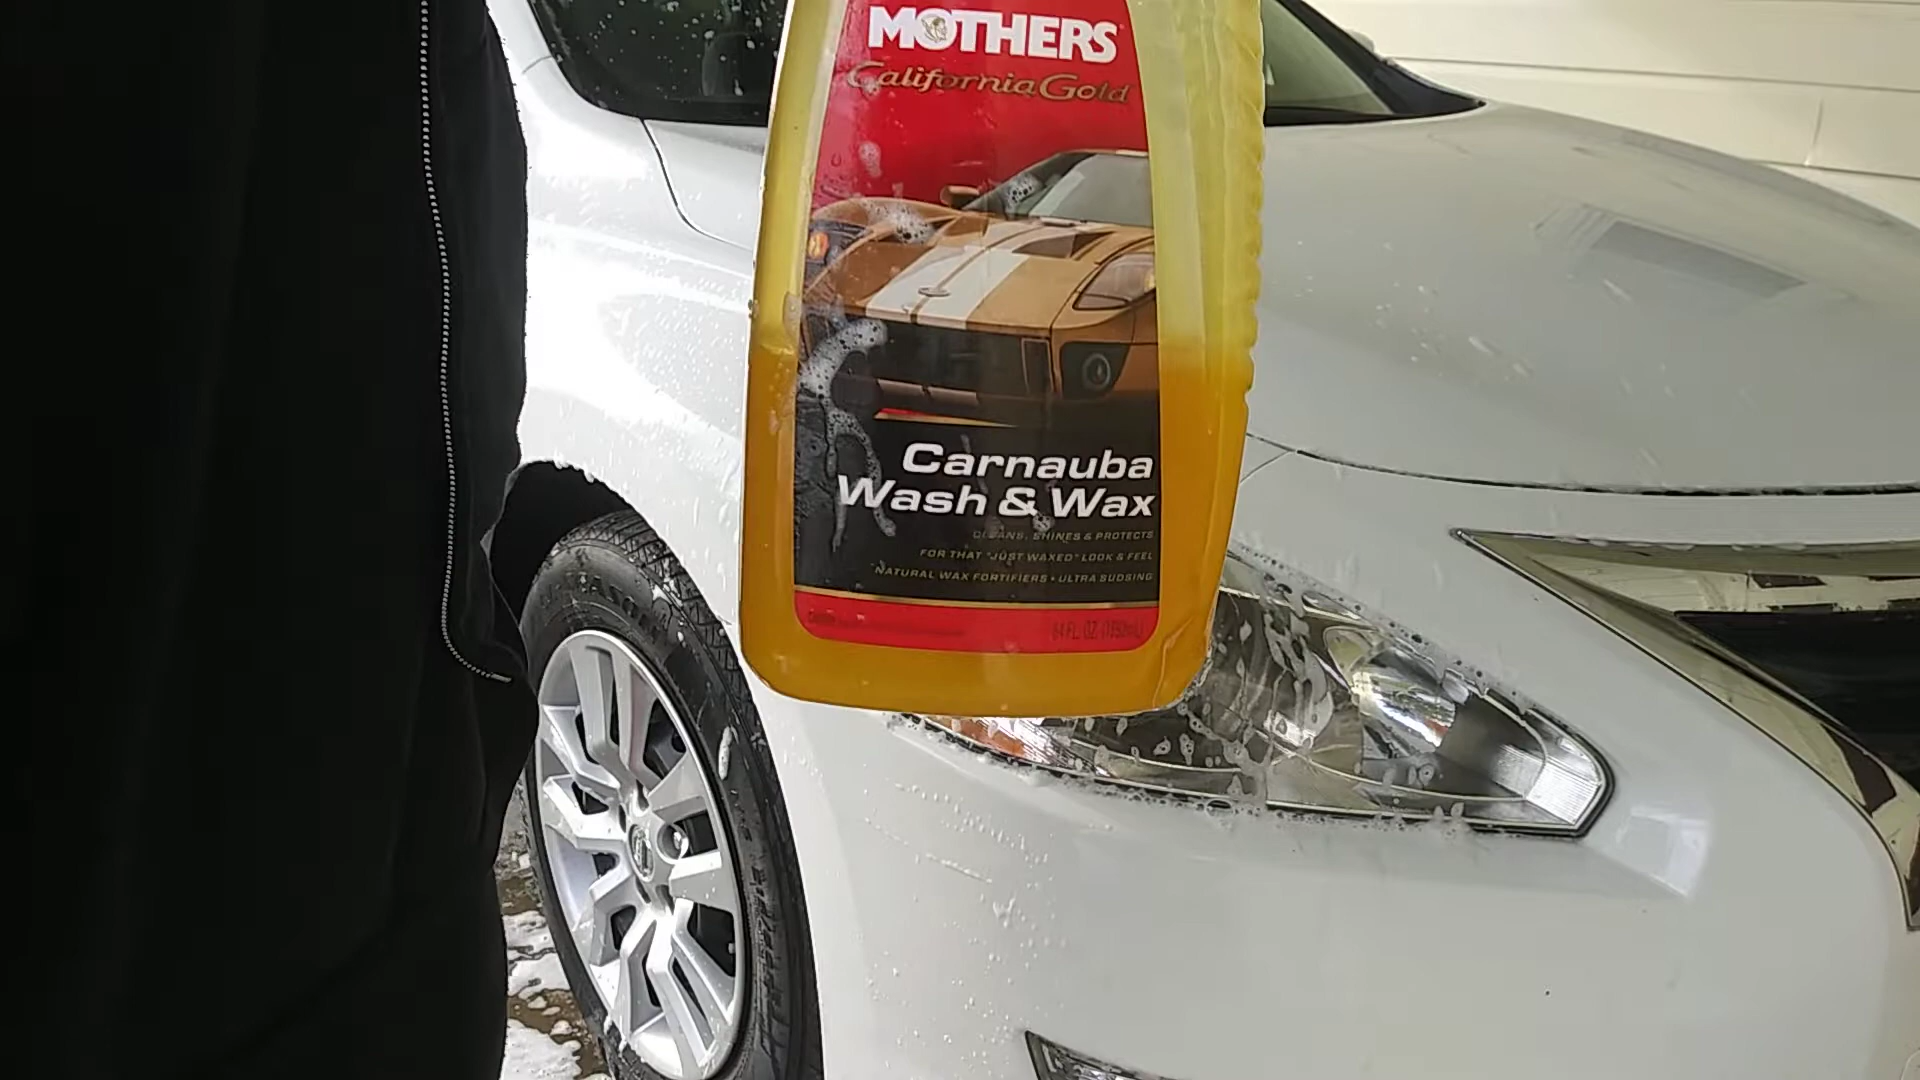 MOTHERS
California Gold
Carnauba
Wash & Wax
CLEANS, SHINES & PROTECTS
FOR THAT "JUST WAXED" LOOK & FEEL
NATURAL WAX FORTIFIERS • ULTRA SUDSING
64 FL. OZ. (1892mL)